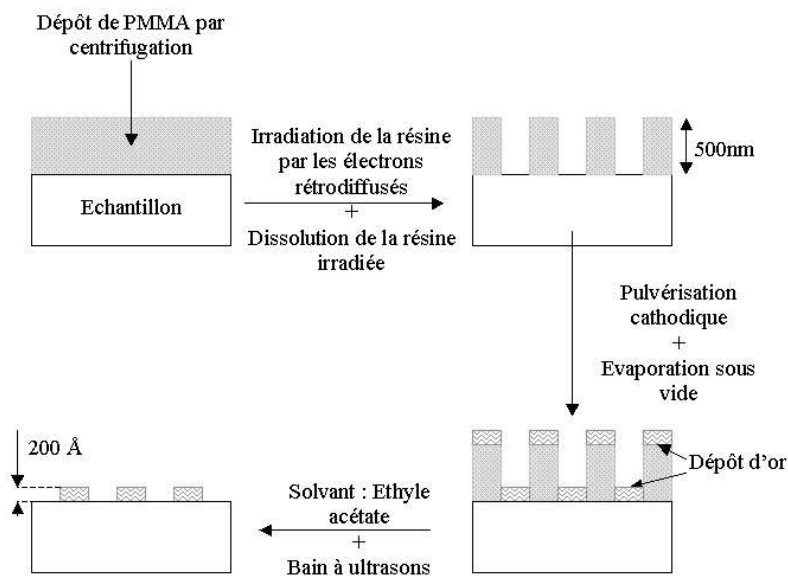 Dépôt de PMMA par
centrifugation
Echantillon
Irradiation de la résine
par les électrons
rétrodiffusés
+
Dissolution de la résine
irradiée
500nm
Pulvérisation
cathodique
+
Evaporation sous
vide
Dépôt d'or
Solvant : Ethyle
acétate
+
Bain à ultrasons
200 Å